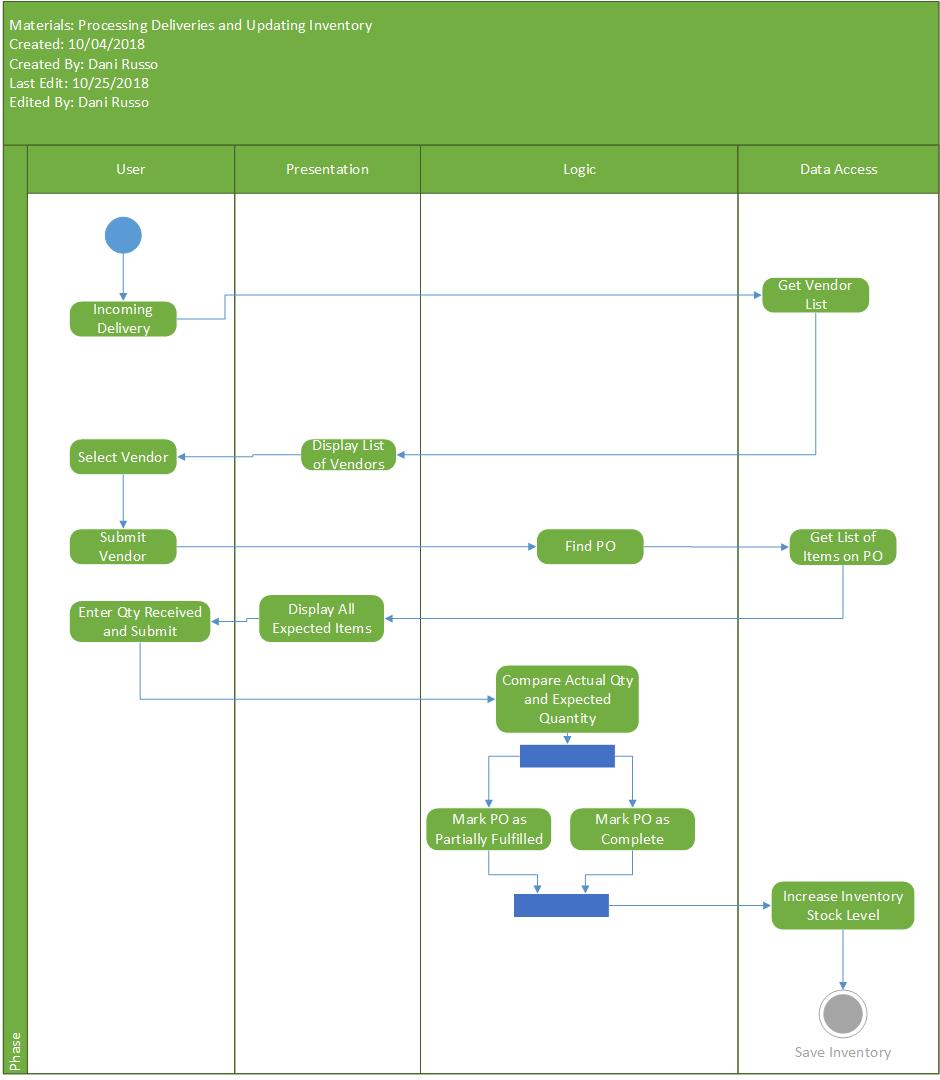 Materials: Processing Deliveries and Updating Inventory
Created: 10/04/2018
Created By: Dani Russo
Last Edit: 10/25/2018
Edited By: Dani Russo
User
Presentation
Logic
Data Access
Incoming
Delivery
Get Vendor
List
Select Vendor
Display List
of Vendors
Submit
Vendor
Find PO
Get List of
Items on PO
Enter Qty Received
and Submit
Display All
Expected Items
Compare Actual Qty
and Expected
Quantity
Mark PO as
Partially Fulfilled
Mark PO as
Complete
Increase Inventory
Stock Level
Save Inventory
Phase